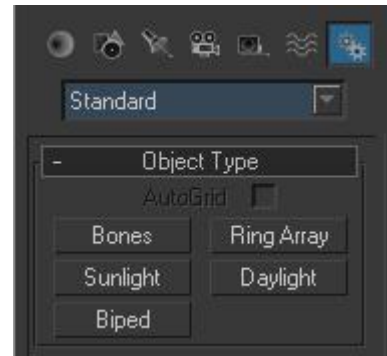 Standard
- Object Type
AutoGrid
Bones Ring Array
Sunlight Daylight
Biped